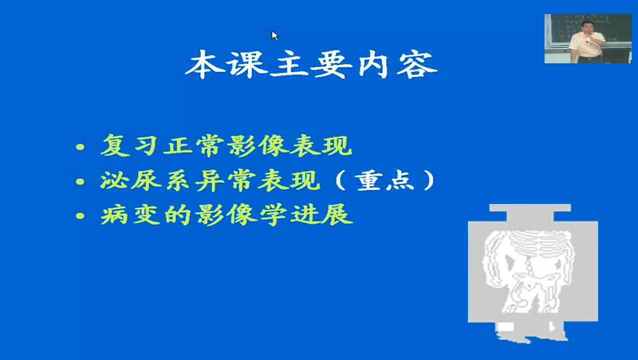 本课主要内容
• 复习正常影像表现
• 泌尿系异常表现（重点）
• 病变的影像学进展